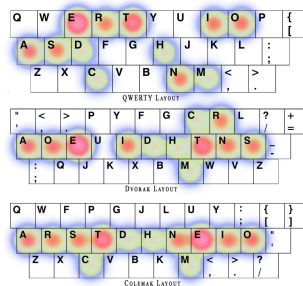 Q W E R T Y U I O P { [
A S D F G H J K L : ;
Z X C V B N M < , > .
QWERTY LAYOUT
" ' < , > . P Y F G C R L ? / + =
A O E U I D H T N S _ -
: ; Q J K X B M W V Z
DVORAK LAYOUT
Q W F P G J L U Y : ; { [ } ]
A R S T D H N E I O " '
Z X C V B K M < , > . ? /
COLEMAK LAYOUT